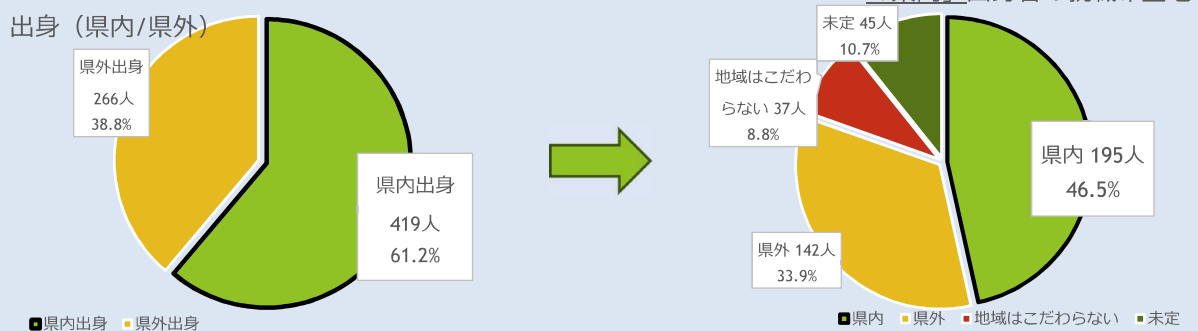 出身（県内/県外）
県外出身
266人
38.8%
県内出身
419人
61.2%
県内出身 県外出身
未定 45人
10.7%
地域はこだわ
らない 37人
8.8%
県内 195人
46.5%
県外 142人
33.9%
県内 県外 地域はこだわらない 未定